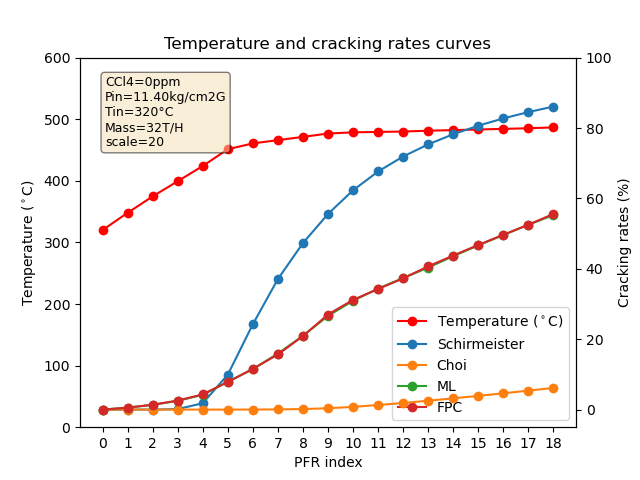 Temperature and cracking rates curves
CCl4=0ppm
Pin=11.40kg/cm2G
Tin=320°C
Mass=32T/H
scale=20
Temperature (°C)
600
500
400
300
200
100
0
Cracking rates (%)
100
80
60
40
20
0
Temperature (°C)
Schirmeister
Choi
ML
FPC
0 1 2 3 4 5 6 7 8 9 10 11 12 13 14 15 16 17 18
PFR index